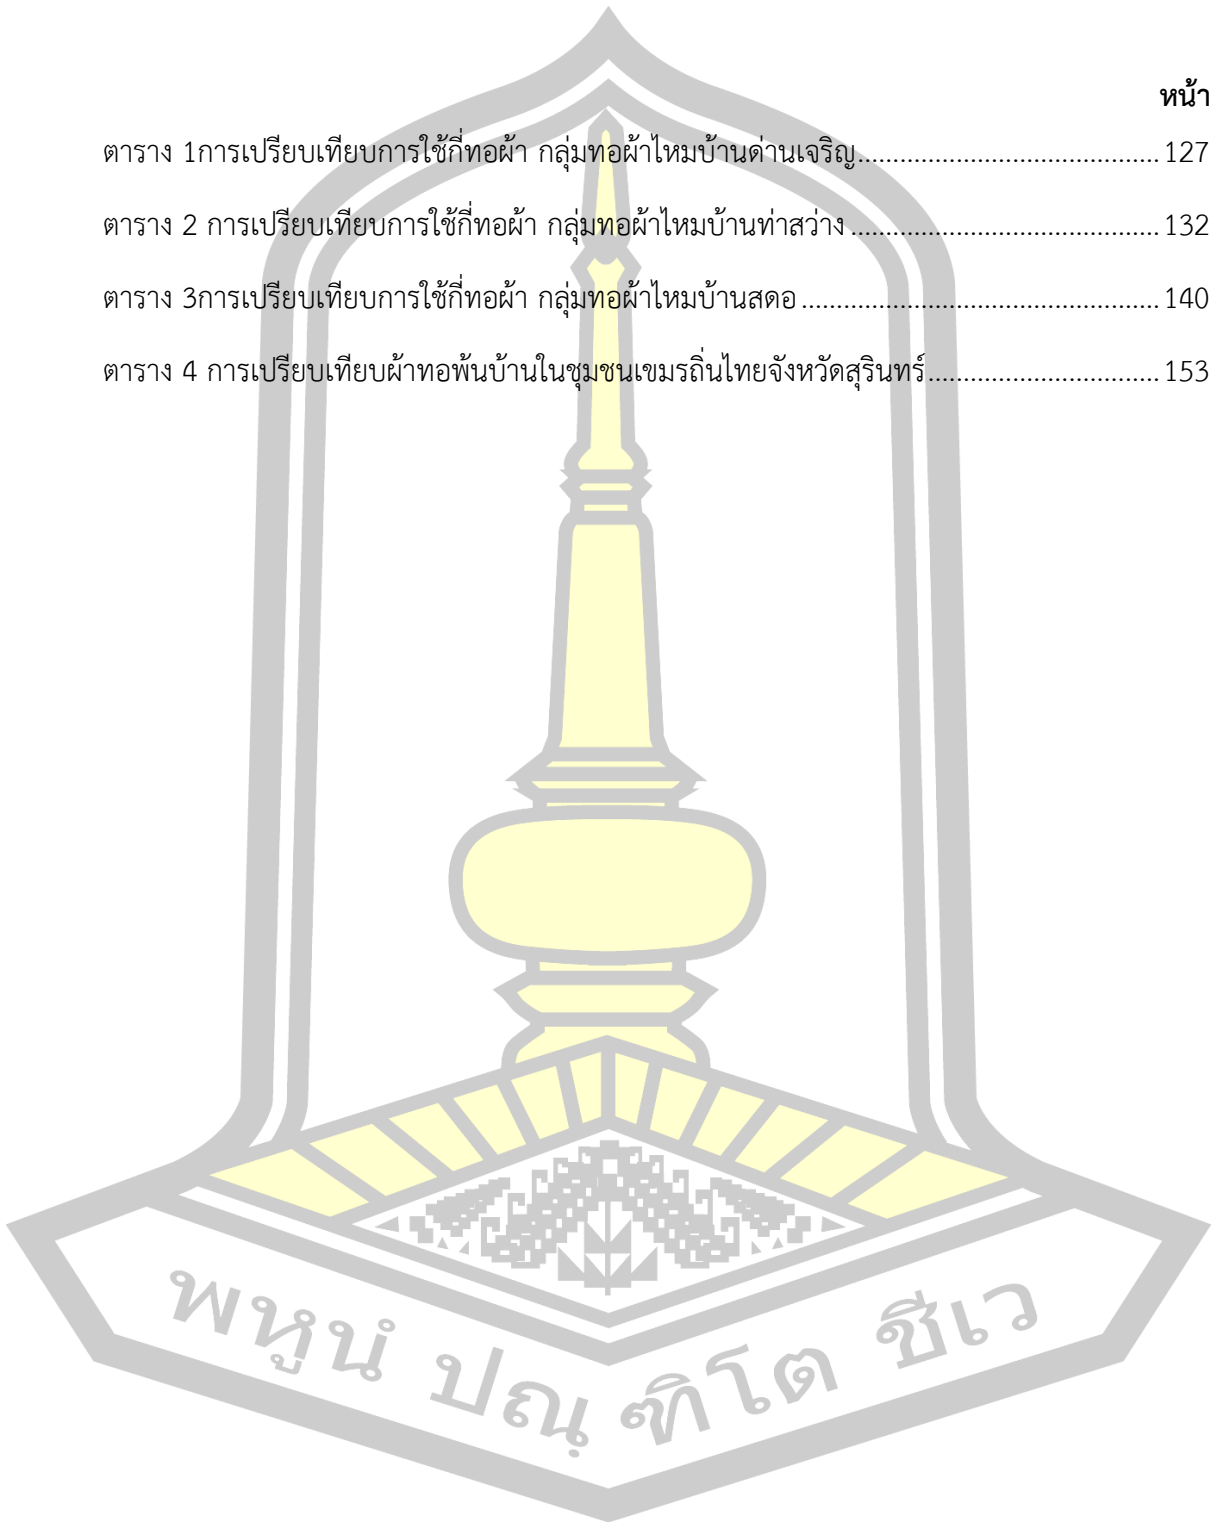 หน้า
ตาราง 1การเปรียบเทียบการใช้กี่ทอผ้า กลุ่มทอผ้าไหมบ้านด่านเจริญ.......................................... 127
ตาราง 2 การเปรียบเทียบการใช้กี่ทอผ้า กลุ่มทอผ้าไหมบ้านท่าสว่าง ........................................... 132
ตาราง 3การเปรียบเทียบการใช้กี่ทอผ้า กลุ่มทอผ้าไหมบ้านสดอ ................................................. 140
ตาราง 4 การเปรียบเทียบผ้าทอพ้นบ้านในชุมชนเขมรถิ่นไทยจังหวัดสุรินทร์................................ 153
พหูนํ ปณฺ ฑิโต ชีเว